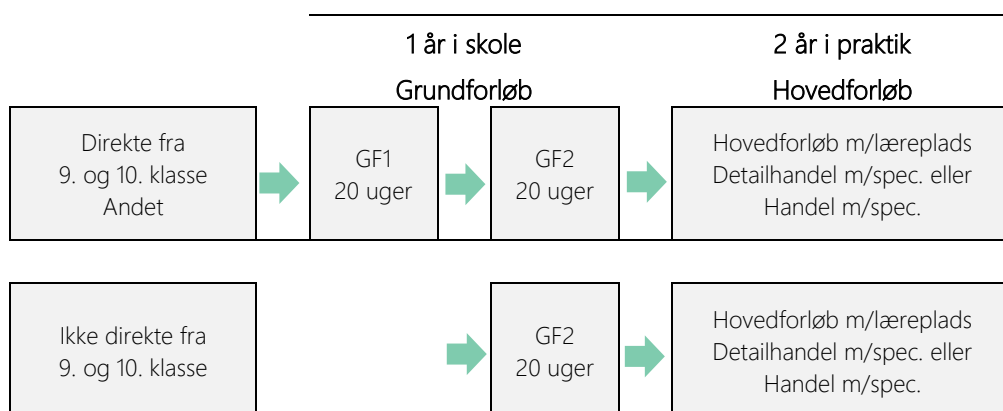 1 år i skole
2 år i praktik
Grundforløb
Hovedforløb
Direkte fra
9. og 10. klasse
Andet
GF1
20 uger
GF2
20 uger
Hovedforløb m/læreplads
Detailhandel m/spec. eller
Handel m/spec.
Ikke direkte fra
9. og 10. klasse
GF2
20 uger
Hovedforløb m/læreplads
Detailhandel m/spec. eller
Handel m/spec.